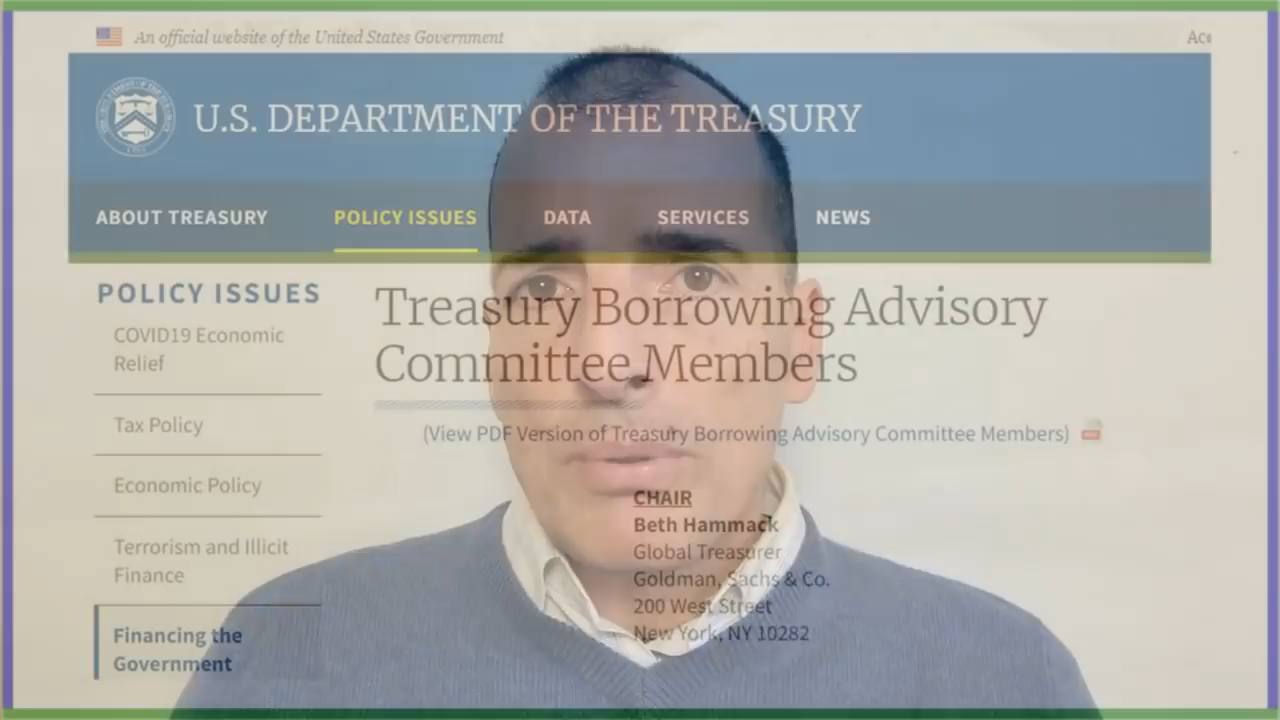 An official website of the United States Government
Acc
U.S. DEPARTMENT OF THE TREASURY
ABOUT TREASURY
POLICY ISSUES
DATA
SERVICES
NEWS
POLICY ISSUES
COVID19 Economic
Relief
Tax Policy
Economic Policy
Terrorism and Illicit
Finance
Financing the
Government
Treasury Borrowing Advisory
Committee Members
(View PDF Version of Treasury Borrowing Advisory Committee Members)
CHAIR
Beth Hammack
Global Treasurer
Goldman, Sachs & Co.
200 West Street
New York, NY 10282